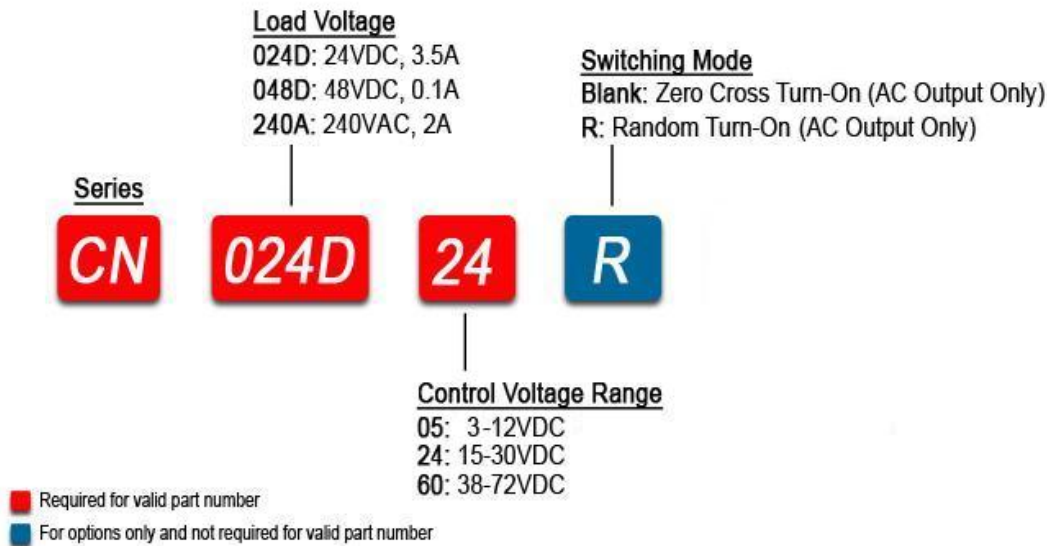 Load Voltage
024D: 24VDC, 3.5A
048D: 48VDC, 0.1A
240A: 240VAC, 2A
Switching Mode
Blank: Zero Cross Turn-On (AC Output Only)
R: Random Turn-On (AC Output Only)
Series
CN 024D 24 R
Control Voltage Range
05: 3-12VDC
24: 15-30VDC
60: 38-72VDC
Required for valid part number
For options only and not required for valid part number